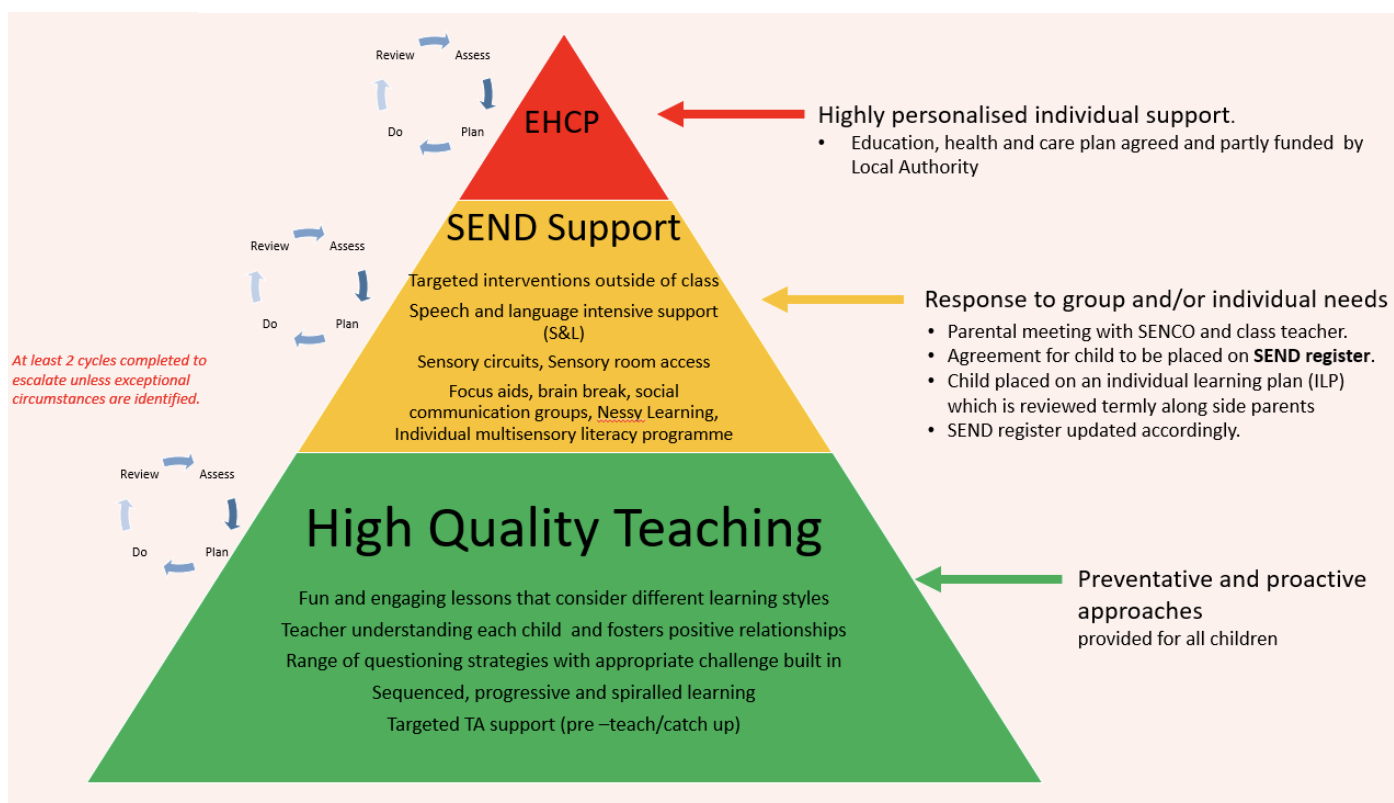 Review
Assess
Do
Plan
EHCP
Highly personalised individual support.
• Education, health and care plan agreed and partly funded by
Local Authority
Review
Assess
Do
Plan
SEND Support
Targeted interventions outside of class
Speech and language intensive support
(S&L)
Sensory circuits, Sensory room access
Focus aids, brain break, social
communication groups, Nessy Learning,
Individual multisensory literacy programme
Response to group and/or individual needs
• Parental meeting with SENCO and class teacher.
• Agreement for child to be placed on SEND register.
• Child placed on an individual learning plan (ILP)
which is reviewed termly along side parents
• SEND register updated accordingly.
At least 2 cycles completed to
escalate unless exceptional
circumstances are identified.
Review
Assess
Do
Plan
High Quality Teaching
Fun and engaging lessons that consider different learning styles
Teacher understanding each child and fosters positive relationships
Range of questioning strategies with appropriate challenge built in
Sequenced, progressive and spiralled learning
Targeted TA support (pre –teach/catch up)
Preventative and proactive
approaches
provided for all children